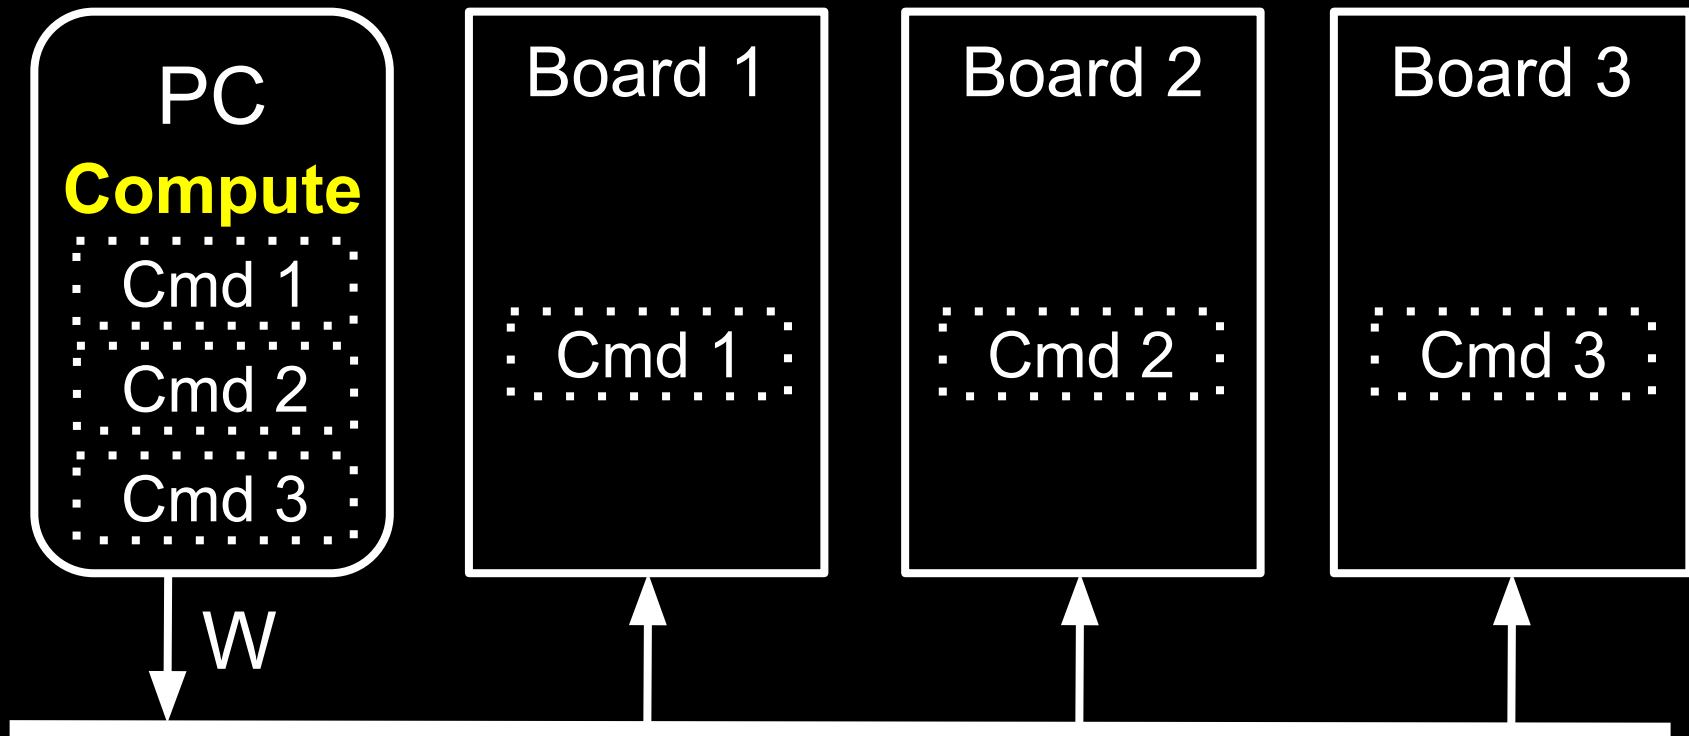 PC
Compute
Cmd 1
Cmd 2
Cmd 3
W
Board 1
Cmd 1
Board 2
Cmd 2
Board 3
Cmd 3